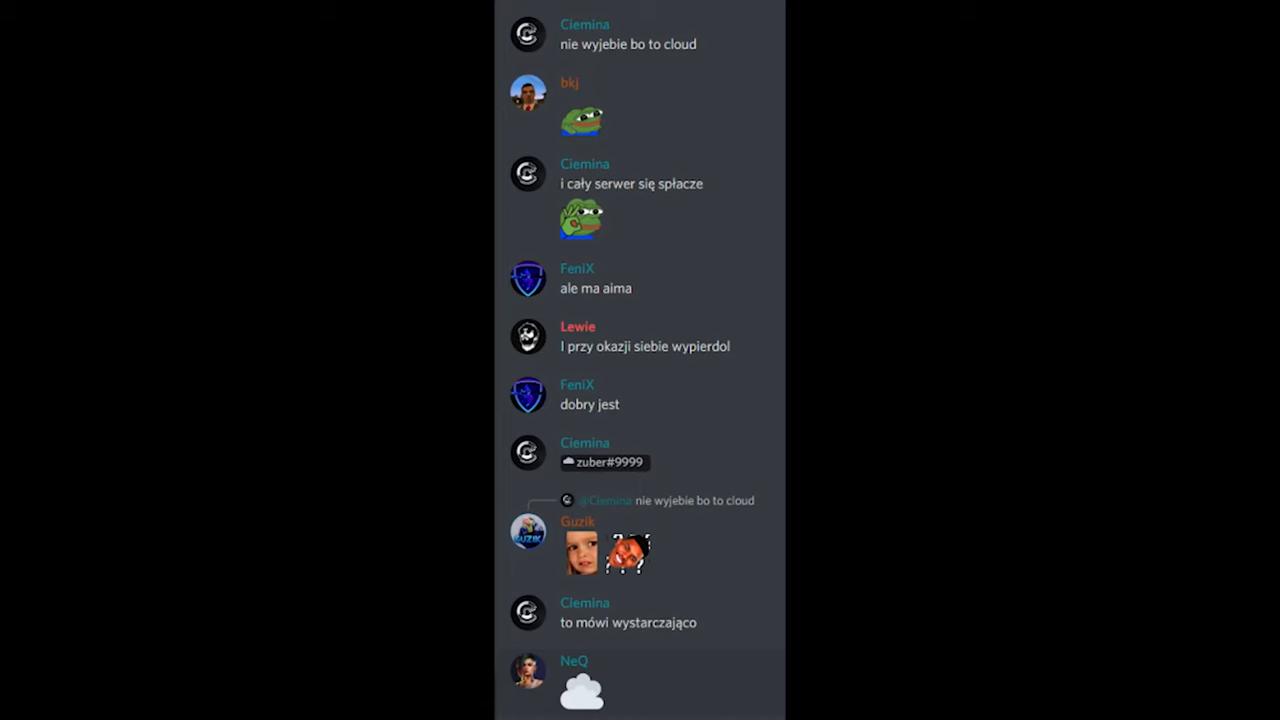 Ciemina
nie wyjebie bo to cloud
bkj
Ciemina
i cały serwer się spłacze
FeniX
ale ma aima
Lewie
I przy okazji siebie wypierdol
FeniX
dobry jest
Ciemina
zuber#9999
@Ciemina nie wyjebie bo to cloud
Guzik
GUZIK
Ciemina
to mówi wystarczająco
NeQ